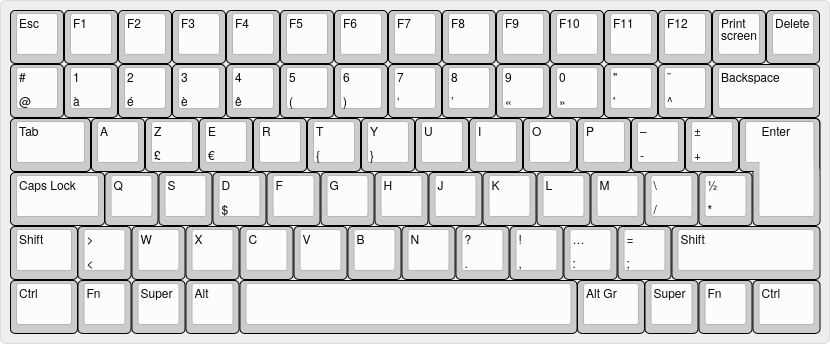 Esc F1 F2 F3 F4 F5 F6 F7 F8 F9 F10 F11 F12 Print screen Delete
# 1 2 3 4 5 6 7 8 9 0 " ¨ Backspace
@ à é è ê ( ) ‘ ’ « » ' ^
Tab A Z E R T Y U I O P – ± Enter
£ € { } - +
Caps Lock Q S D F G H J K L M \ ½
$ / *
Shift > W X C V B N ? ! … = Shift
< . , : ;
Ctrl Fn Super Alt Alt Gr Super Fn Ctrl